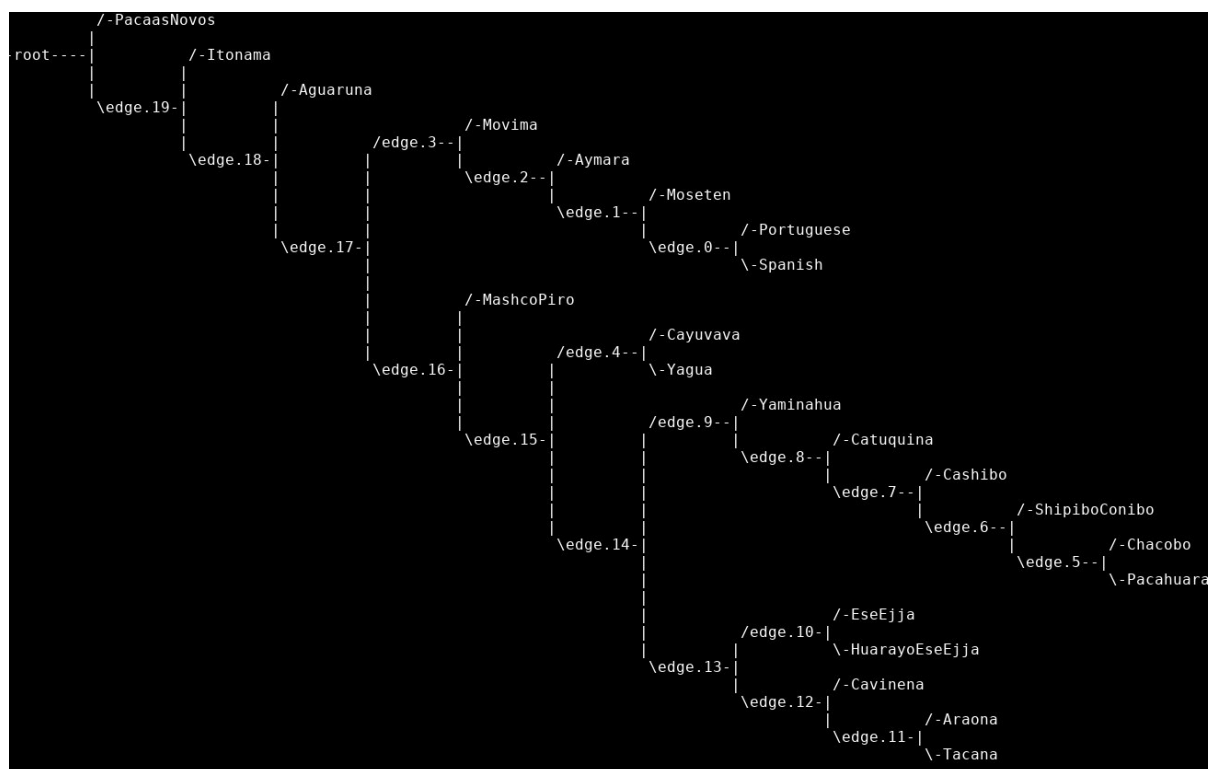 /-PacaasNovos
|
-root----|          /-Itonama
|         |
|         |          /-Aguaruna
\edge.19-|         |
|         |                    /-Movima
|         |          /edge.3--|
\edge.18-|         |         |          /-Aymara
|         |          \edge.2--|
|         |                    |          /-Moseten
|         |                     \edge.1--|
|         |                               |          /-Portuguese
\edge.17-|                                \edge.0--|
|                                           \-Spanish
|
|          /-MashcoPiro
|         |
|         |                    /-Cayuvava
|         |          /edge.4--|
\edge.16-|         |          \-Yagua
|         |
|         |                    /-Yaminahua
|         |          /edge.9--|
\edge.15-|         |         |          /-Catuquina
|         |          \edge.8--|
|         |                    |          /-Cashibo
|         |                     \edge.7--|
|         |                               |          /-ShipiboConibo
|         |                                \edge.6--|
\edge.14-|                                          |          /-Chacobo
|                                           \edge.5--|
|                                                     \-Pacahuara
|
|                    /-EseEjja
|          /edge.10-|
|         |          \-HuarayoEseEjja
\edge.13-|
|          /-Cavinena
\edge.12-|
|          /-Araona
\edge.11-|
\-Tacana